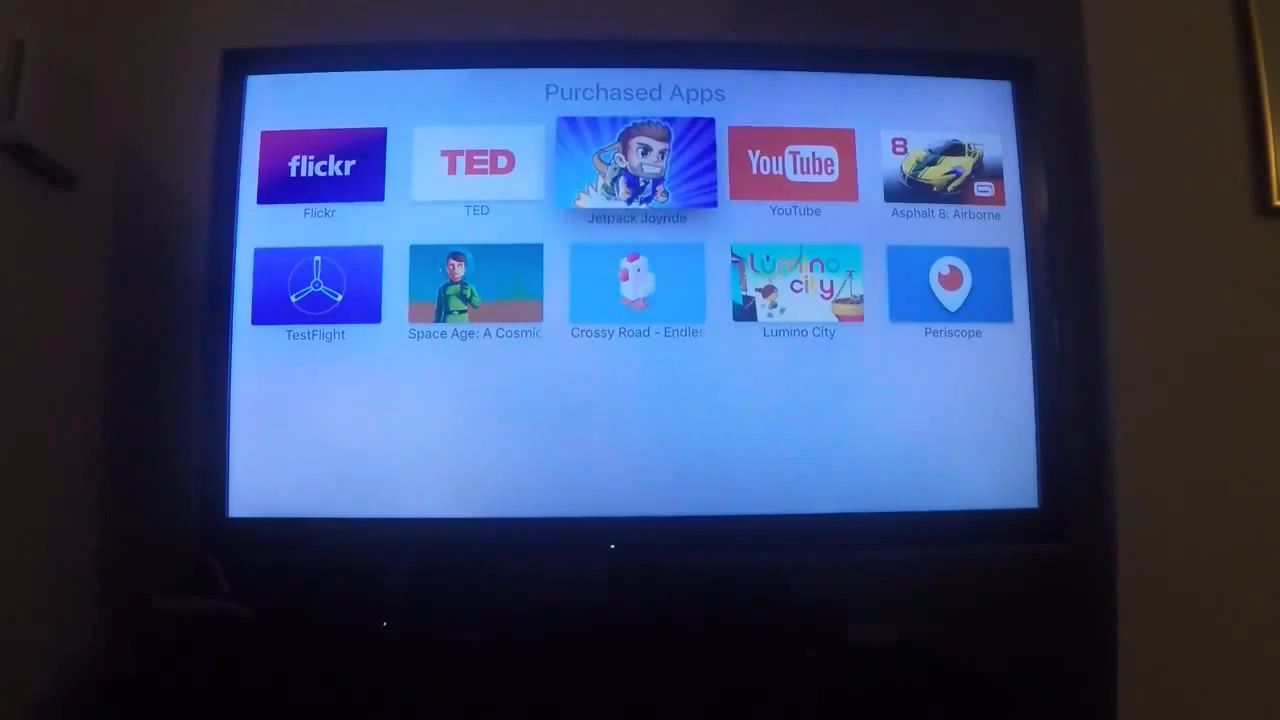 Purchased Apps
flickr
TED
YouTube
8
Flickr
TED
Jetpack Joyride
YouTube
Asphalt 8: Airborne
Lumino
city
TestFlight
Space Age: A Cosmic
Crossy Road - Endles
Lumino City
Periscope